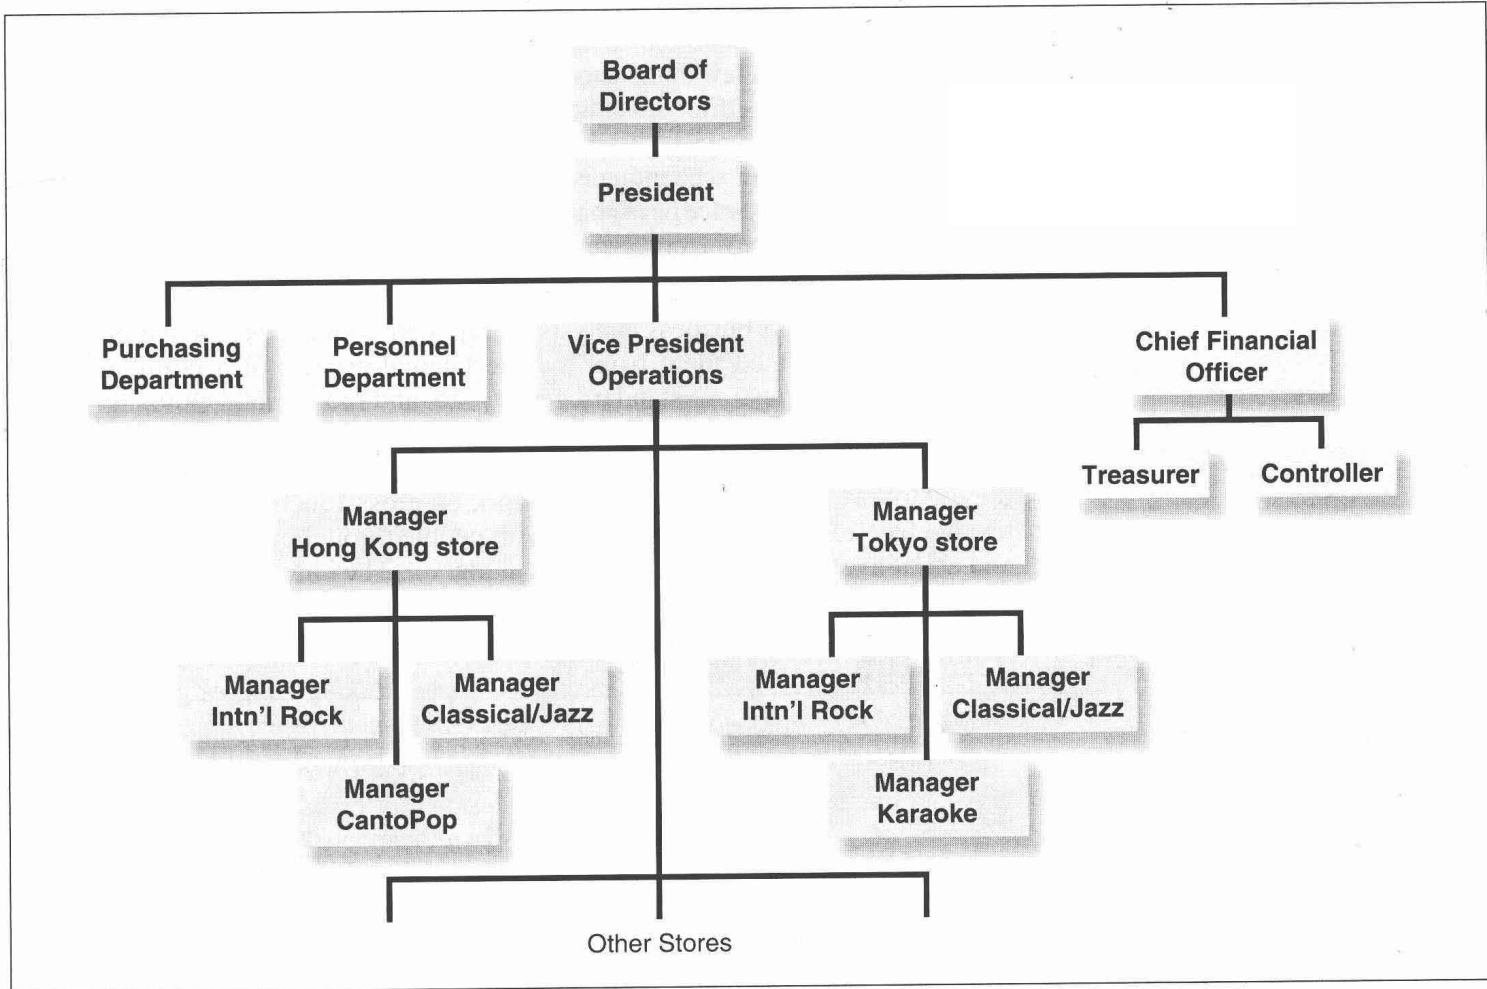 Board of
Directors
President
Purchasing
Department
Personnel
Department
Vice President
Operations
Chief Financial
Officer
Treasurer
Controller
Manager
Hong Kong store
Manager
Tokyo store
Manager
Intn'l Rock
Manager
Classical/Jazz
Manager
CantoPop
Manager
Intn'l Rock
Manager
Classical/Jazz
Manager
Karaoke
Other Stores